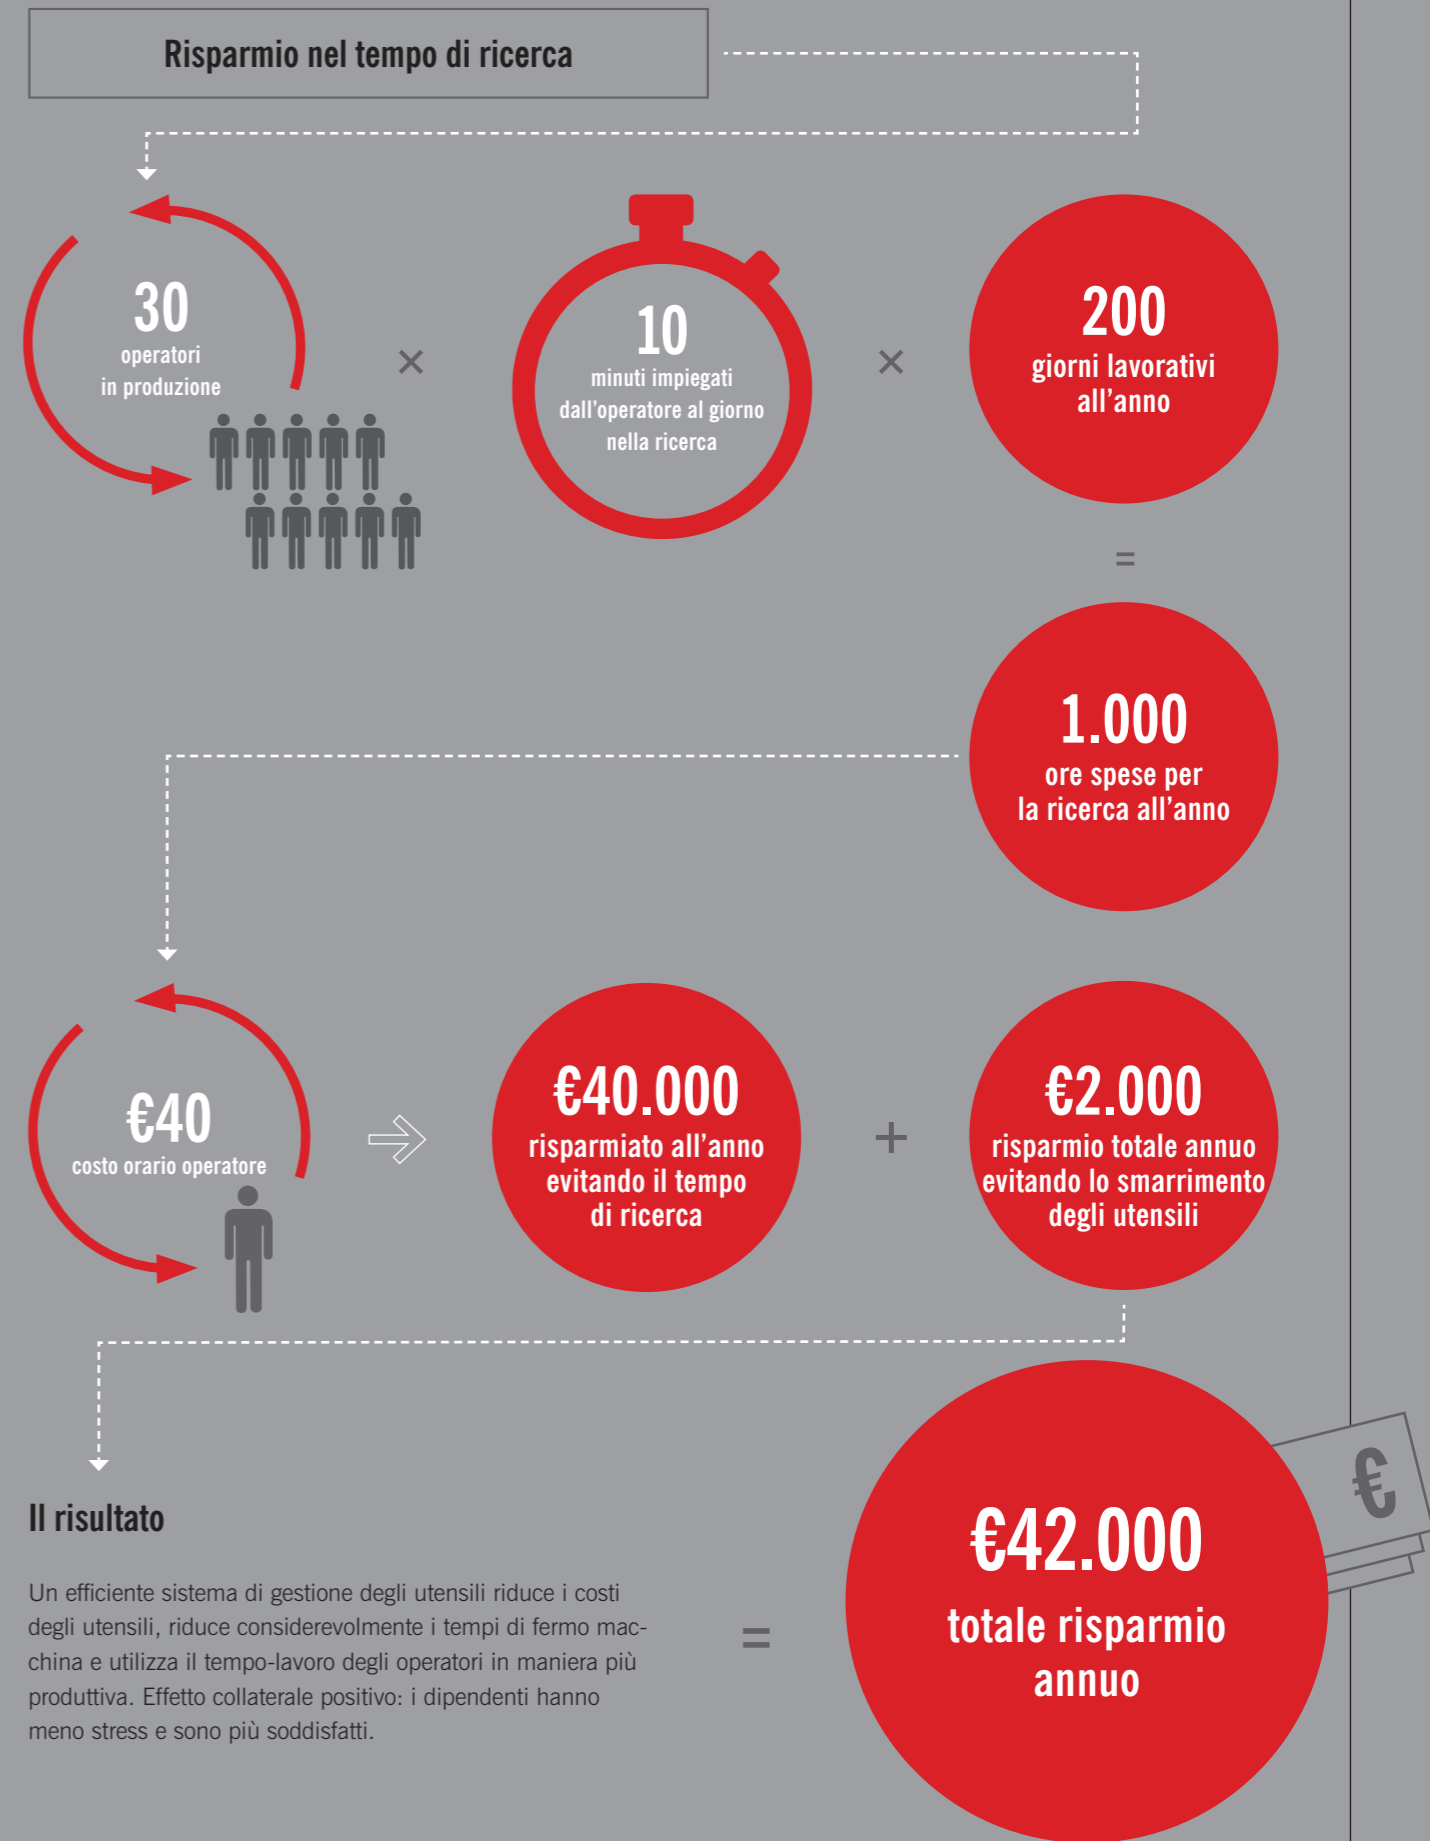 Risparmio nel tempo di ricerca
30
operatori
in produzione
×
10
minuti impiegati
dall’operatore al giorno
nella ricerca
×
200
giorni lavorativi
all’anno
=
1.000
ore spese per
la ricerca all’anno
€40
costo orario operatore
€40.000
risparmiato all’anno
evitando il tempo
di ricerca
+
€2.000
risparmio totale annuo
evitando lo smarrimento
degli utensili
Il risultato
Un efficiente sistema di gestione degli utensili riduce i costi
degli utensili, riduce considerevolmente i tempi di fermo mac-
china e utilizza il tempo-lavoro degli operatori in maniera più
produttiva. Effetto collaterale positivo: i dipendenti hanno
meno stress e sono più soddisfatti.
=
€42.000
totale risparmio
annuo
€